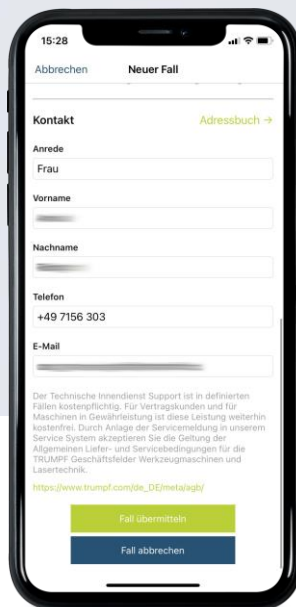 15:28
Abbrechen Neuer Fall
Kontakt Adressbuch →
Anrede
Frau
Vorname
Nachname
Telefon
+49 7156 303
E-Mail
Der Technische Innendienst Support ist in definierten
Fällen kostenpflichtig. Für Vertragskunden und für
Maschinen in Gewährleistung ist diese Leistung weiterhin
kostenfrei. Durch Anlage der Servicemeldung in unserem
Service System akzeptieren Sie die Geltung der
Allgemeinen Liefer- und Servicebedingungen für die
TRUMPF Geschäftsfelder Werkzeugmaschinen und
Lasertechnik.
https://www.trumpf.com/de_DE/meta/agb/
Fall übermitteln
Fall abbrechen